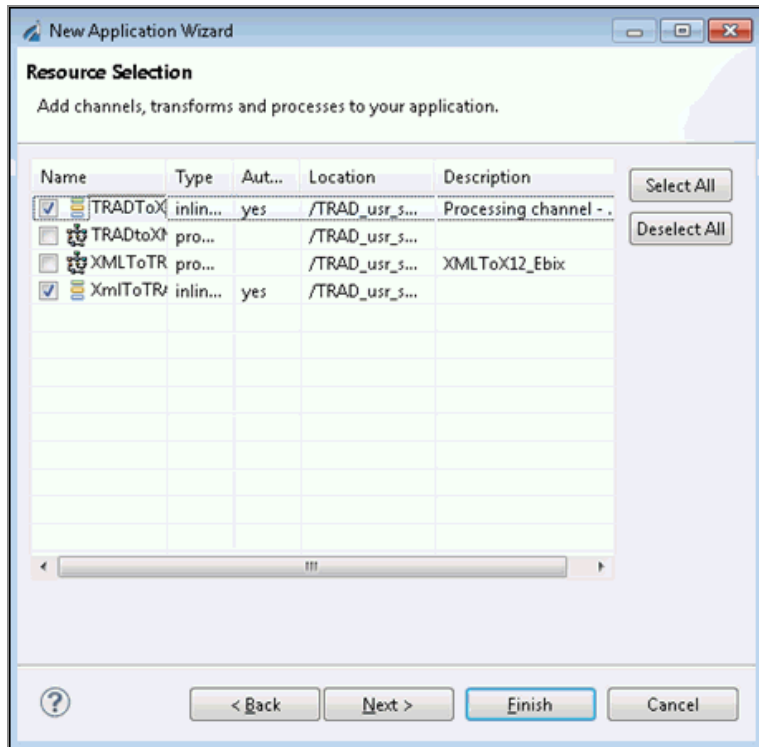 New Application Wizard
Resource Selection
Add channels, transforms and processes to your application.
Name Type Aut... Location Description
TRADToX inlin... yes /TRAD_usr_s... Processing channel - .
TRADtoXM pro... /TRAD_usr_s...
XMLToTR pro... /TRAD_usr_s... XMLToX12_Ebix
XmlToTRA inlin... yes /TRAD_usr_s...
Select All
Deselect All
?
< Back Next > Finish Cancel